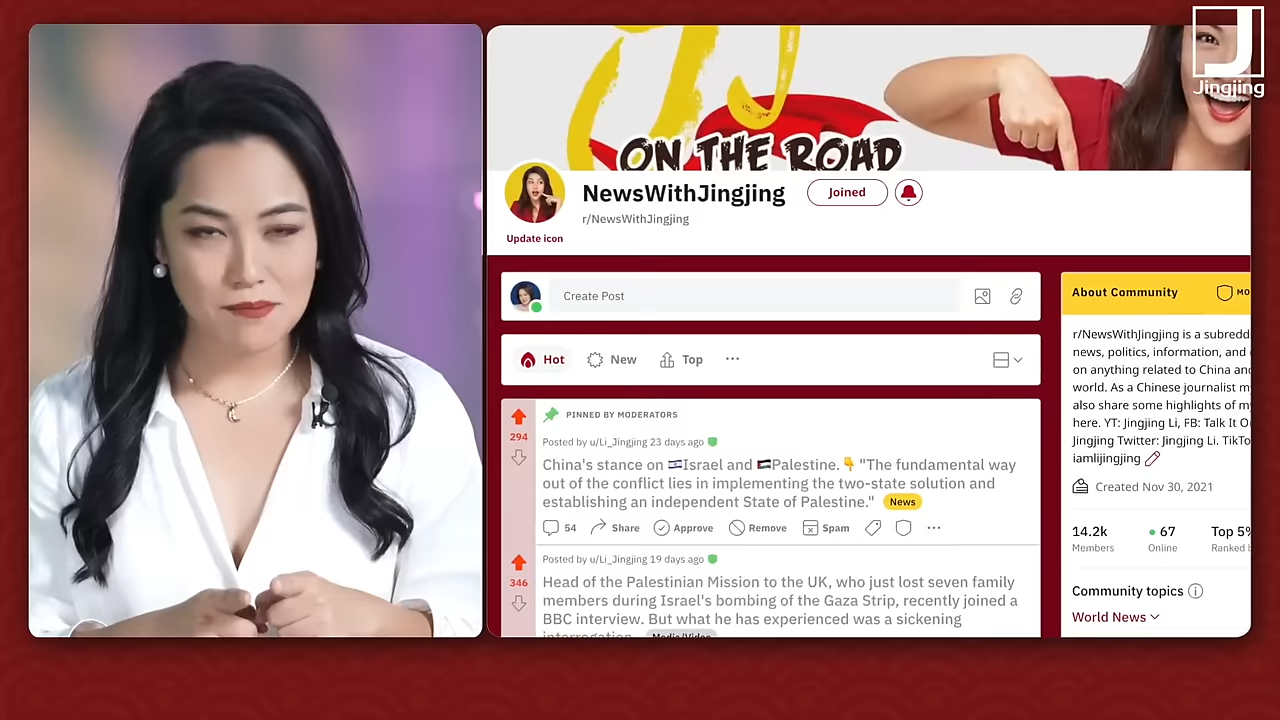 J
Jingjing
JJ
ON THE ROAD
NewsWithJingjing
Joined
r/NewsWithJingjing
Update icon
Create Post
Hot
New
Top
About Community
MO
r/NewsWithJingjing is a subredd
news, politics, information, and
on anything related to China and
world. As a Chinese journalist my
also share some highlights of m
here. YT: Jingjing Li, FB: Talk It O
Jingjing Twitter: Jingjing Li. TikTo
iamlijingjing
Created Nov 30, 2021
14.2k
67
Top 5%
Members
Online
Ranked b
Community topics
World News
PINNED BY MODERATORS
294
Posted by u/Li_Jingjing 23 days ago
China's stance on 🇮🇱Israel and 🇵🇸Palestine.👇 "The fundamental way
out of the conflict lies in implementing the two-state solution and
establishing an independent State of Palestine." News
54 Share Approve Remove Spam
Posted by u/Li_Jingjing 19 days ago
346
Head of the Palestinian Mission to the UK, who just lost seven family
members during Israel's bombing of the Gaza Strip, recently joined a
BBC interview. But what he has experienced was a sickening
interrogation. Media/Video